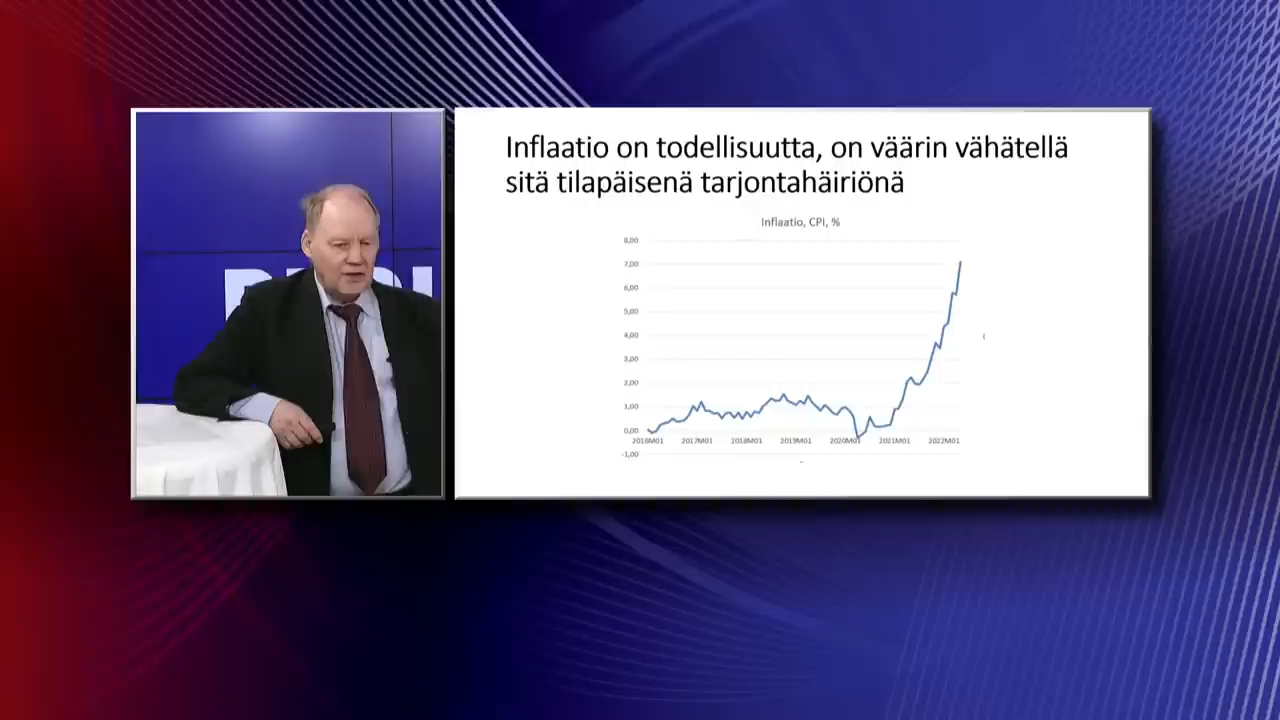 Inflaatio on todellisuutta, on väärin vähätellä
sitä tilapäisenä tarjontahäiriönä
Inflaatio, CPI, %
8,00
7,00
6,00
5,00
4,00
3,00
2,00
1,00
0,00
2016M01 2017M01 2018M01 2019M01 2020M01 2021M01 2022M01
-1,00